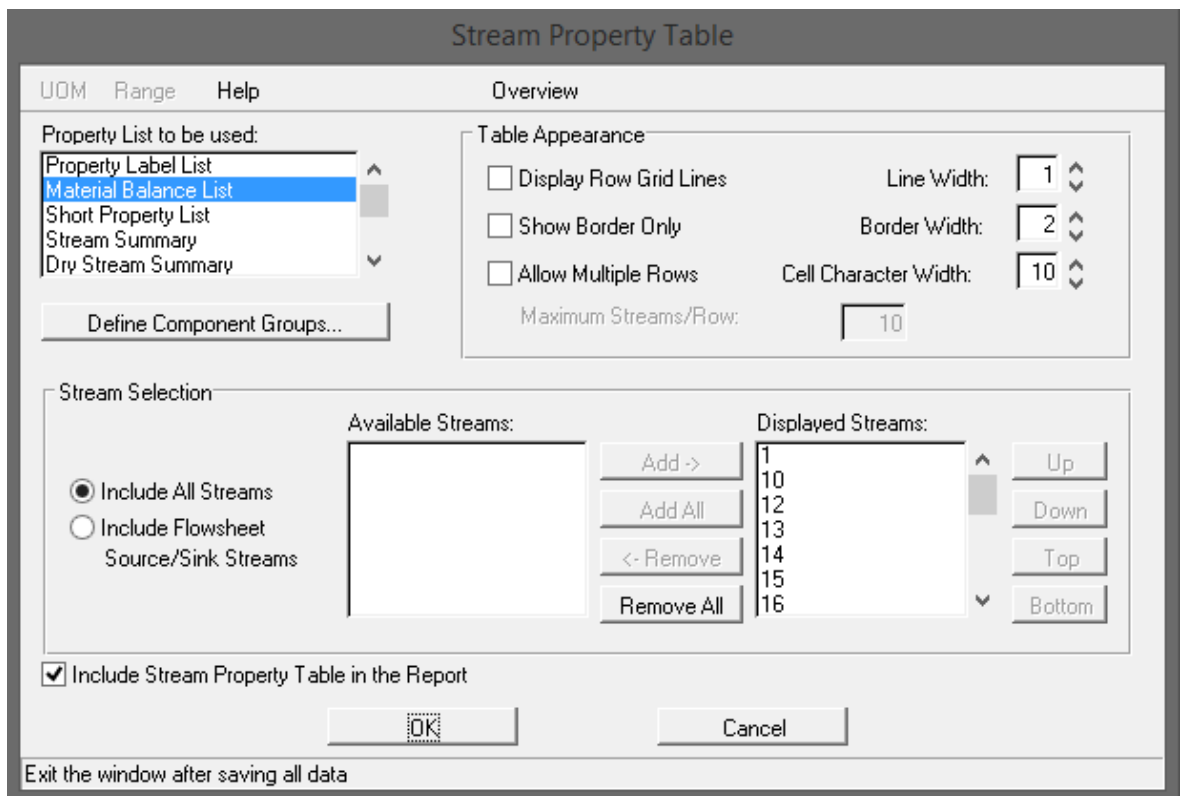 Stream Property Table
UOM Range Help Overview
Property List to be used:
Property Label List
Material Balance List
Short Property List
Stream Summary
Dry Stream Summary
Define Component Groups...
Table Appearance
Display Row Grid Lines Line Width: 1
Show Border Only Border Width: 2
Allow Multiple Rows Cell Character Width: 10
Maximum Streams/Row: 10
Stream Selection
Include All Streams
Include Flowsheet
Source/Sink Streams
Available Streams:
Add ->
Add All
<- Remove
Remove All
Displayed Streams:
1
10
12
13
14
15
16
Up
Down
Top
Bottom
Include Stream Property Table in the Report
OK Cancel
Exit the window after saving all data